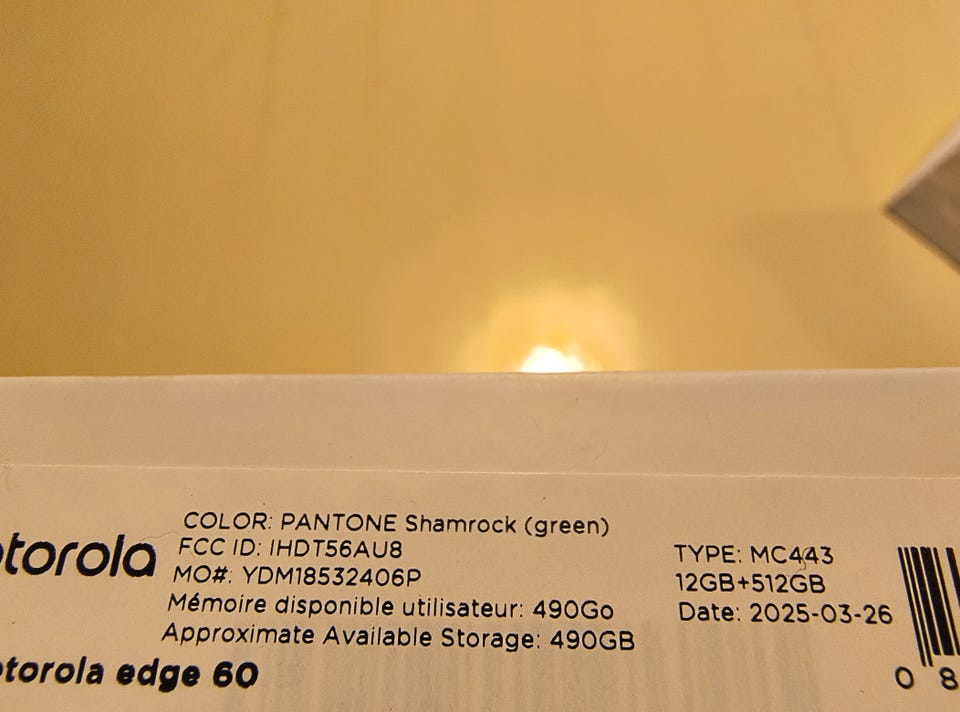 otorola
COLOR: PANTONE Shamrock (green)
FCC ID: IHDT56AU8
MO#: YDM18532406P
Mémoire disponible utilisateur: 490Go
Approximate Available Storage: 490GB
otorola edge 60
TYPE: MC443
12GB+512GB
Date: 2025-03-26
0 8